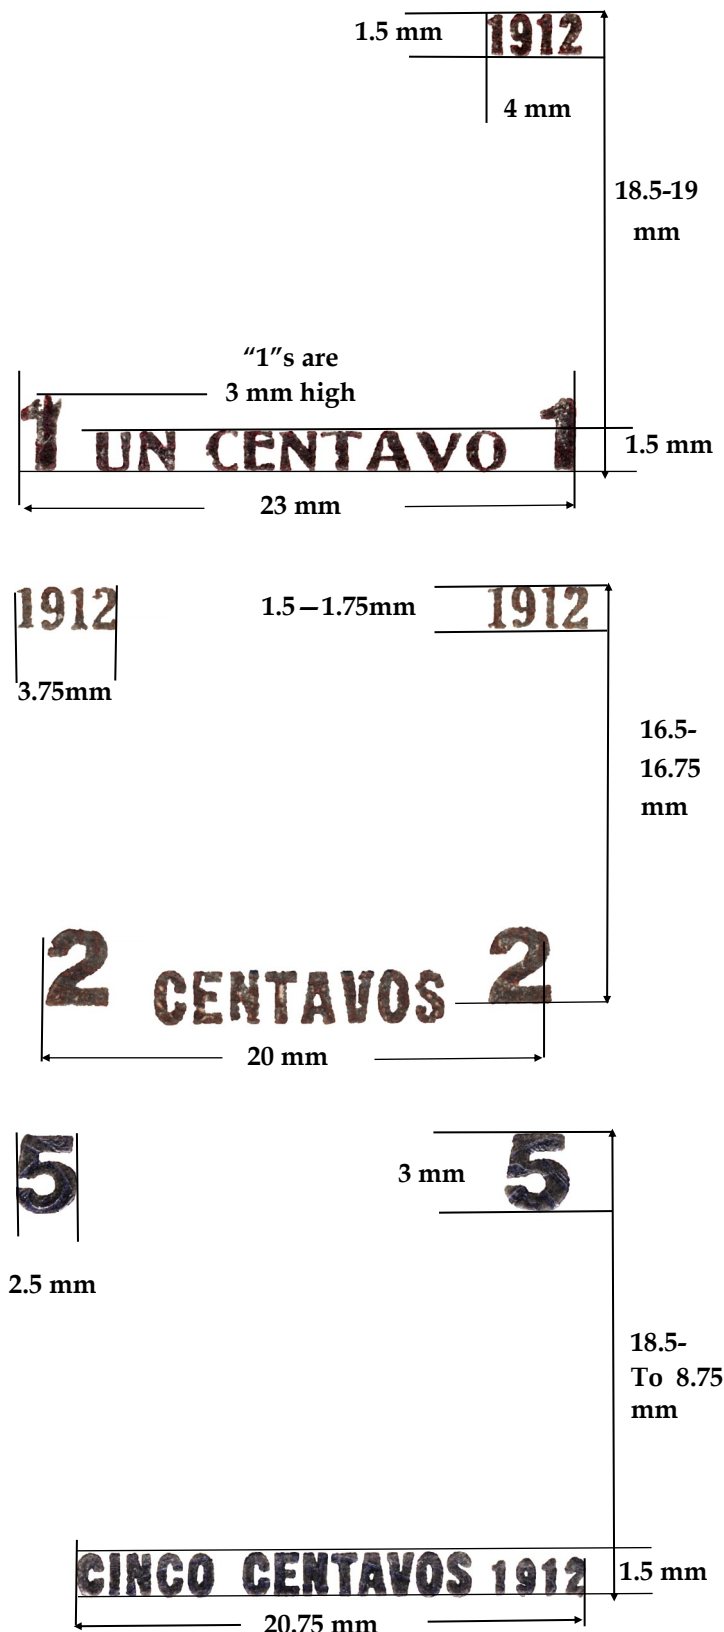 1.5 mm 1912
4 mm
18.5-19
mm
“1”s are
3 mm high
1 UN CENTAVO 1 1.5 mm
23 mm
1912 1.5—1.75mm 1912
3.75mm
16.5-
16.75
mm
2 CENTAVOS 2
20 mm
5 3 mm 5
2.5 mm
18.5-
To 8.75
mm
CINCO CENTAVOS 1912 1.5 mm
20.75 mm